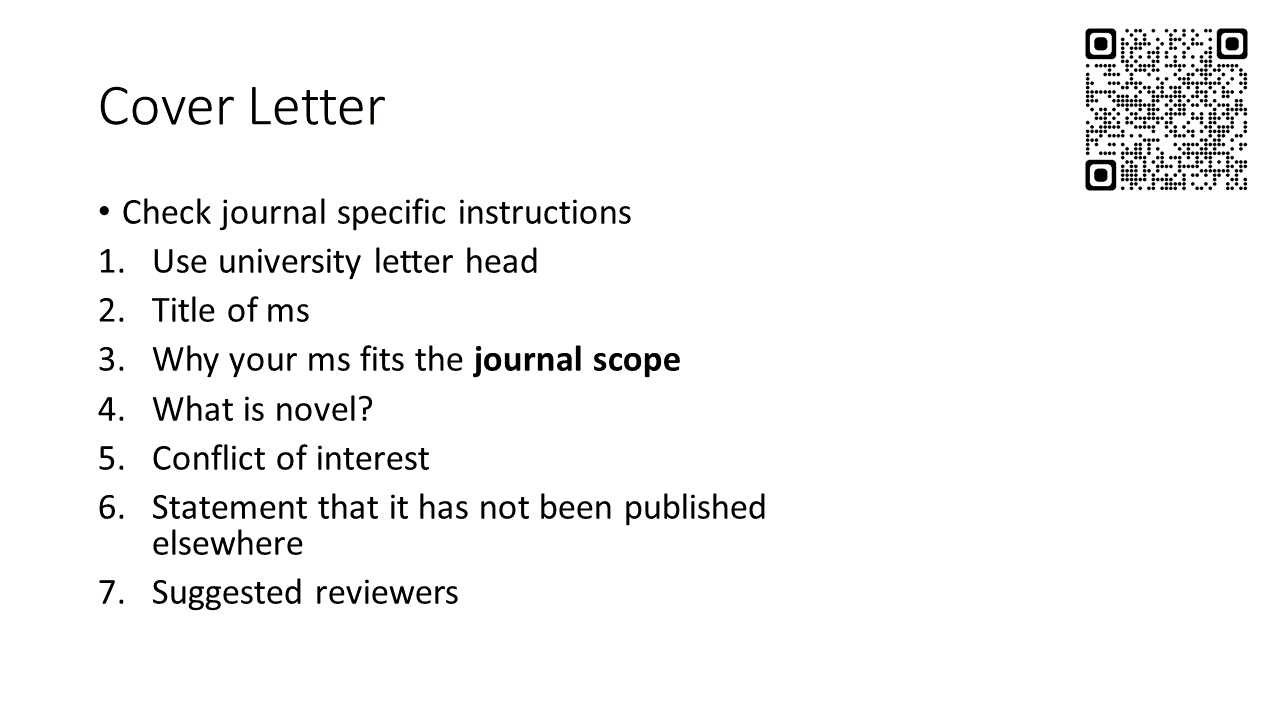 Cover Letter
• Check journal specific instructions
1. Use university letter head
2. Title of ms
3. Why your ms fits the journal scope
4. What is novel?
5. Conflict of interest
6. Statement that it has not been published
elsewhere
7. Suggested reviewers